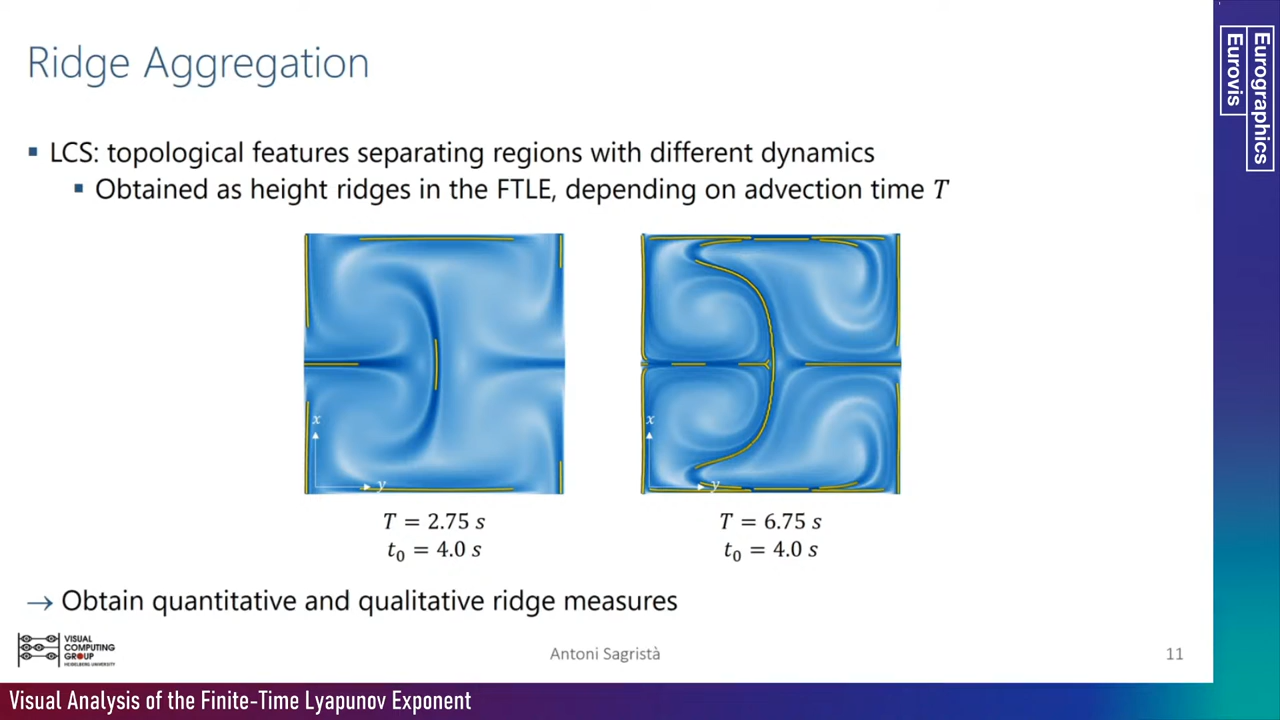 Ridge Aggregation
Eurographics
Eurovis
▪ LCS: topological features separating regions with different dynamics
▪ Obtained as height ridges in the FTLE, depending on advection time T
x
y
x
y
T = 2.75 s
t₀ = 4.0 s
T = 6.75 s
t₀ = 4.0 s
→ Obtain quantitative and qualitative ridge measures
VISUAL
COMPUTING
GROUP
HEIDELBERG UNIVERSITY
Antoni Sagristà
11
Visual Analysis of the Finite-Time Lyapunov Exponent